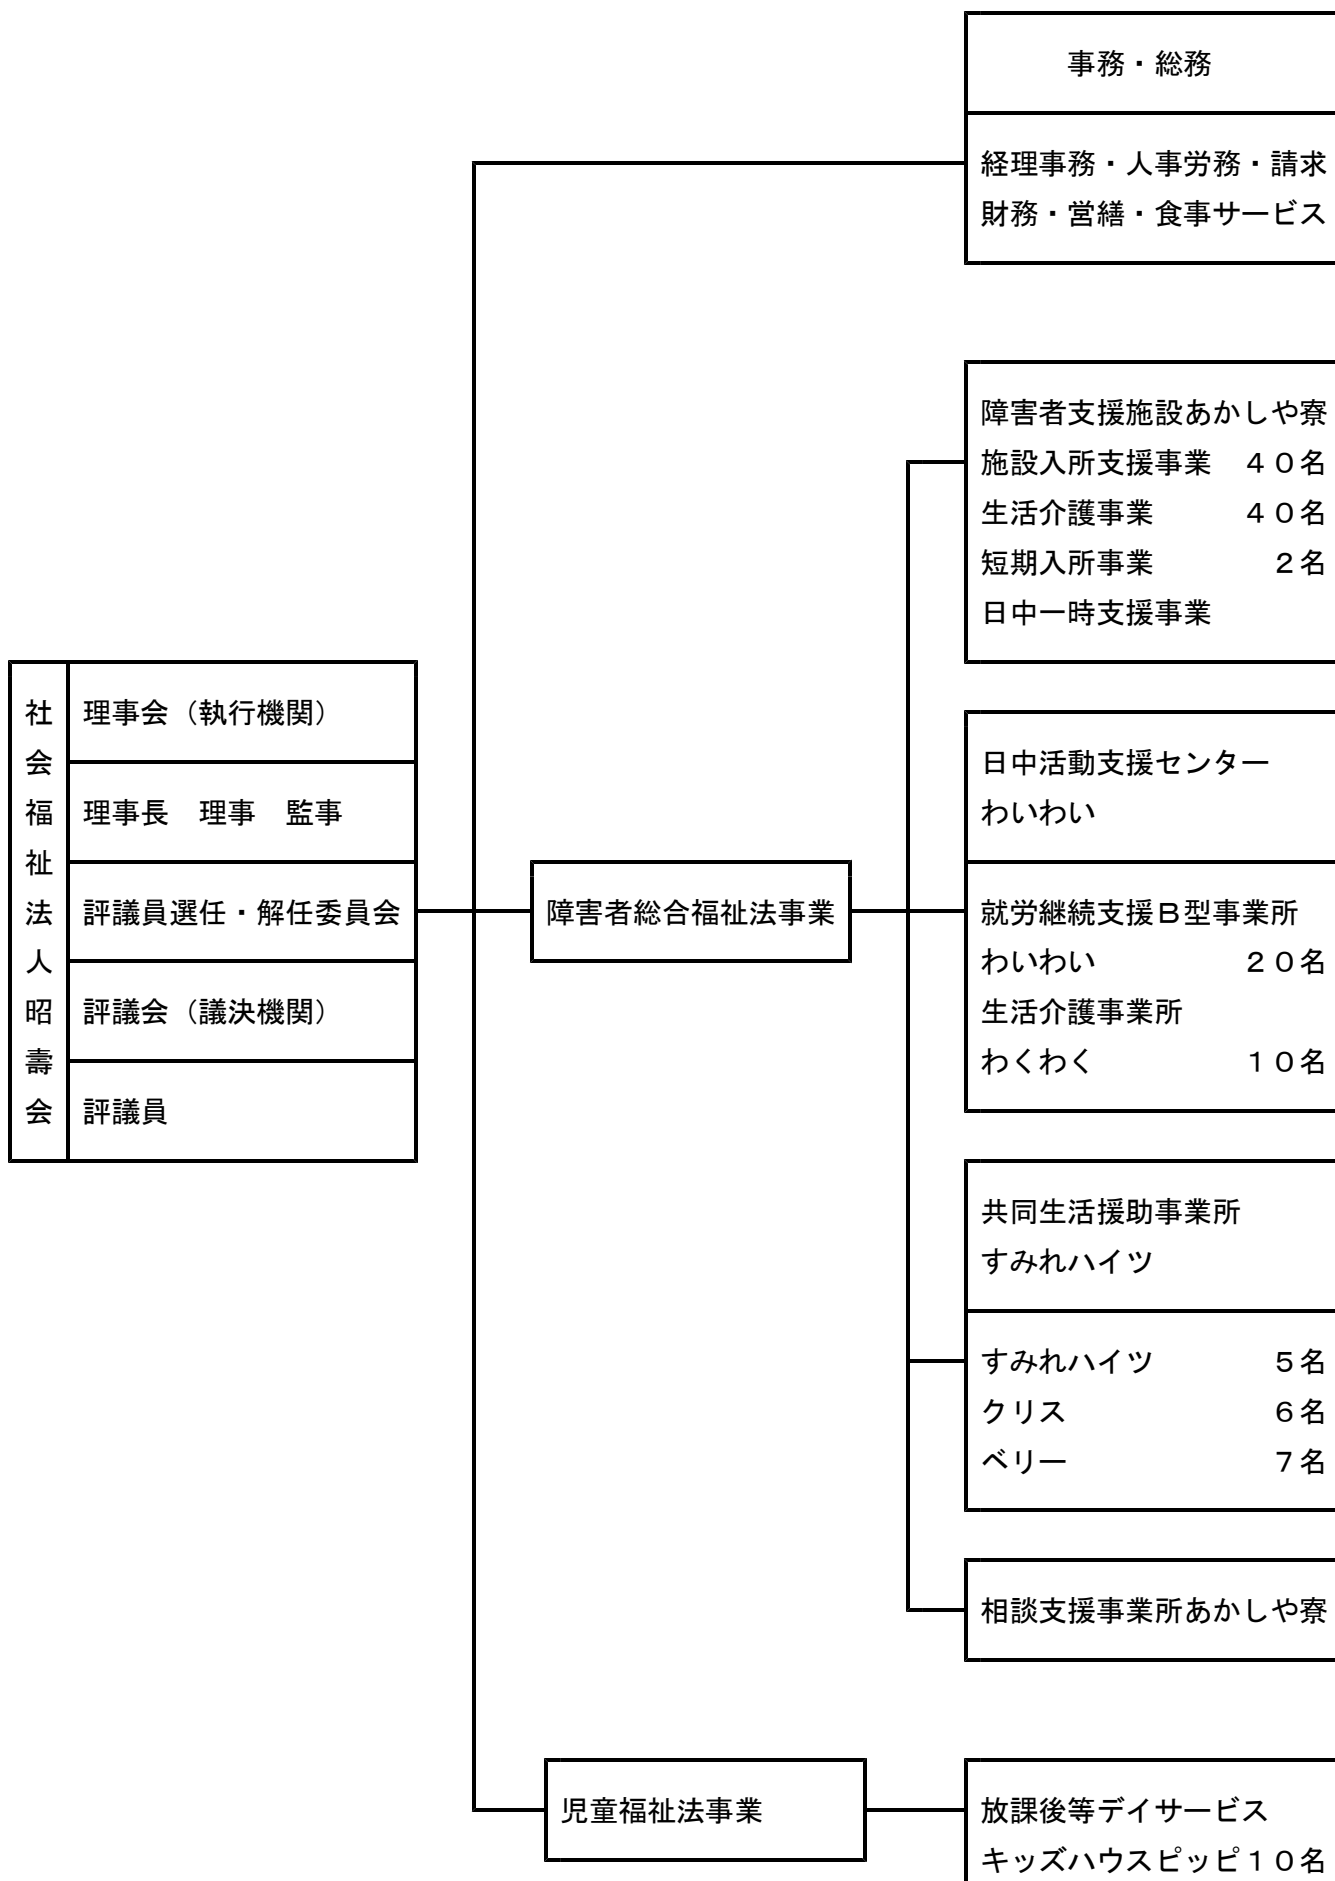 事務・総務
経理事務・人事労務・請求
財務・営繕・食事サービス
障害者支援施設あかしや寮
施設入所支援事業　４０名
生活介護事業　４０名
短期入所事業　２名
日中一時支援事業
社会福祉法人昭壽会
理事会（執行機関）
理事長　理事　監事
評議員選任・解任委員会
評議会（議決機関）
評議員
障害者総合福祉法事業
日中活動支援センター
わいわい
就労継続支援Ｂ型事業所
わいわい　２０名
生活介護事業所
わくわく　１０名
共同生活援助事業所
すみれハイツ
すみれハイツ　５名
クリス　６名
ベリー　７名
相談支援事業所あかしや寮
児童福祉法事業
放課後等デイサービス
キッズハウスピッピ１０名